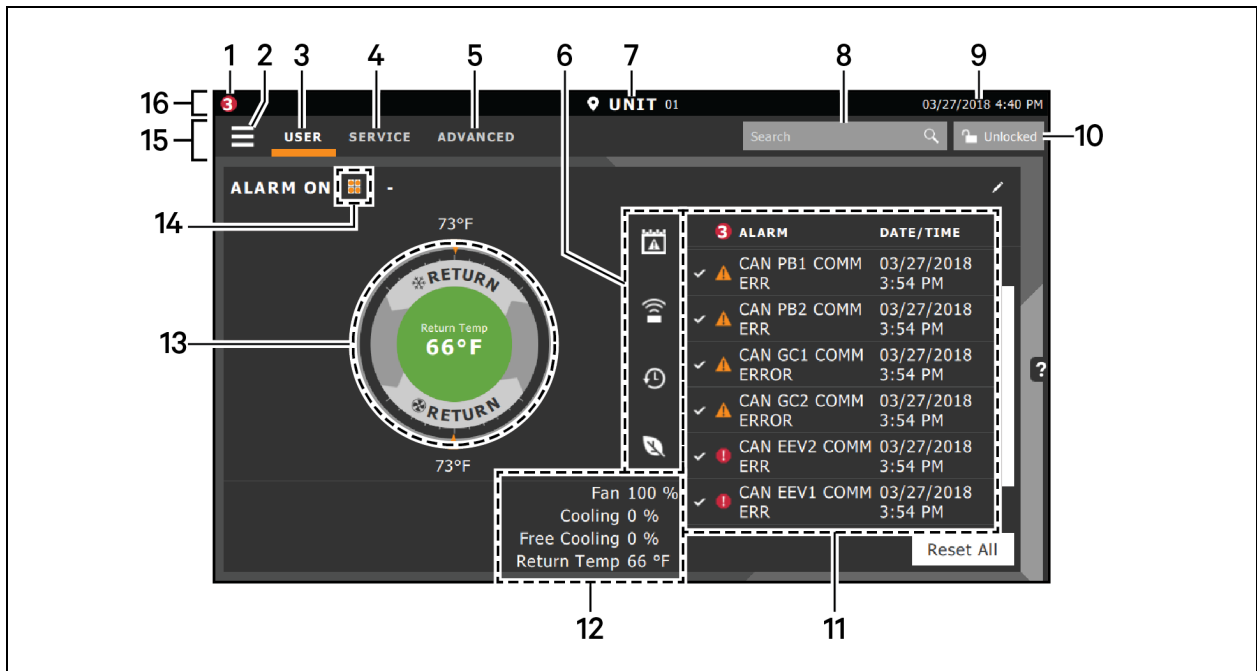 1 2 3 4 5 6 7 8 9
16 3 UNIT 01 03/27/2018 4:40 PM
15 USER SERVICE ADVANCED Search Unlocked 10
ALARM ON -
14
73°F
RETURN
Return Temp
66°F
RETURN
73°F
13
3 ALARM DATE/TIME
CAN PB1 COMM 03/27/2018
ERR 3:54 PM
CAN PB2 COMM 03/27/2018
ERR 3:54 PM
CAN GC1 COMM 03/27/2018
ERROR 3:54 PM
?
CAN GC2 COMM 03/27/2018
ERROR 3:54 PM
CAN EEV2 COMM 03/27/2018
ERR 3:54 PM
CAN EEV1 COMM 03/27/2018
ERR 3:54 PM
Fan 100 %
Cooling 0 %
Free Cooling 0 %
Return Temp 66 °F
Reset All
12 11